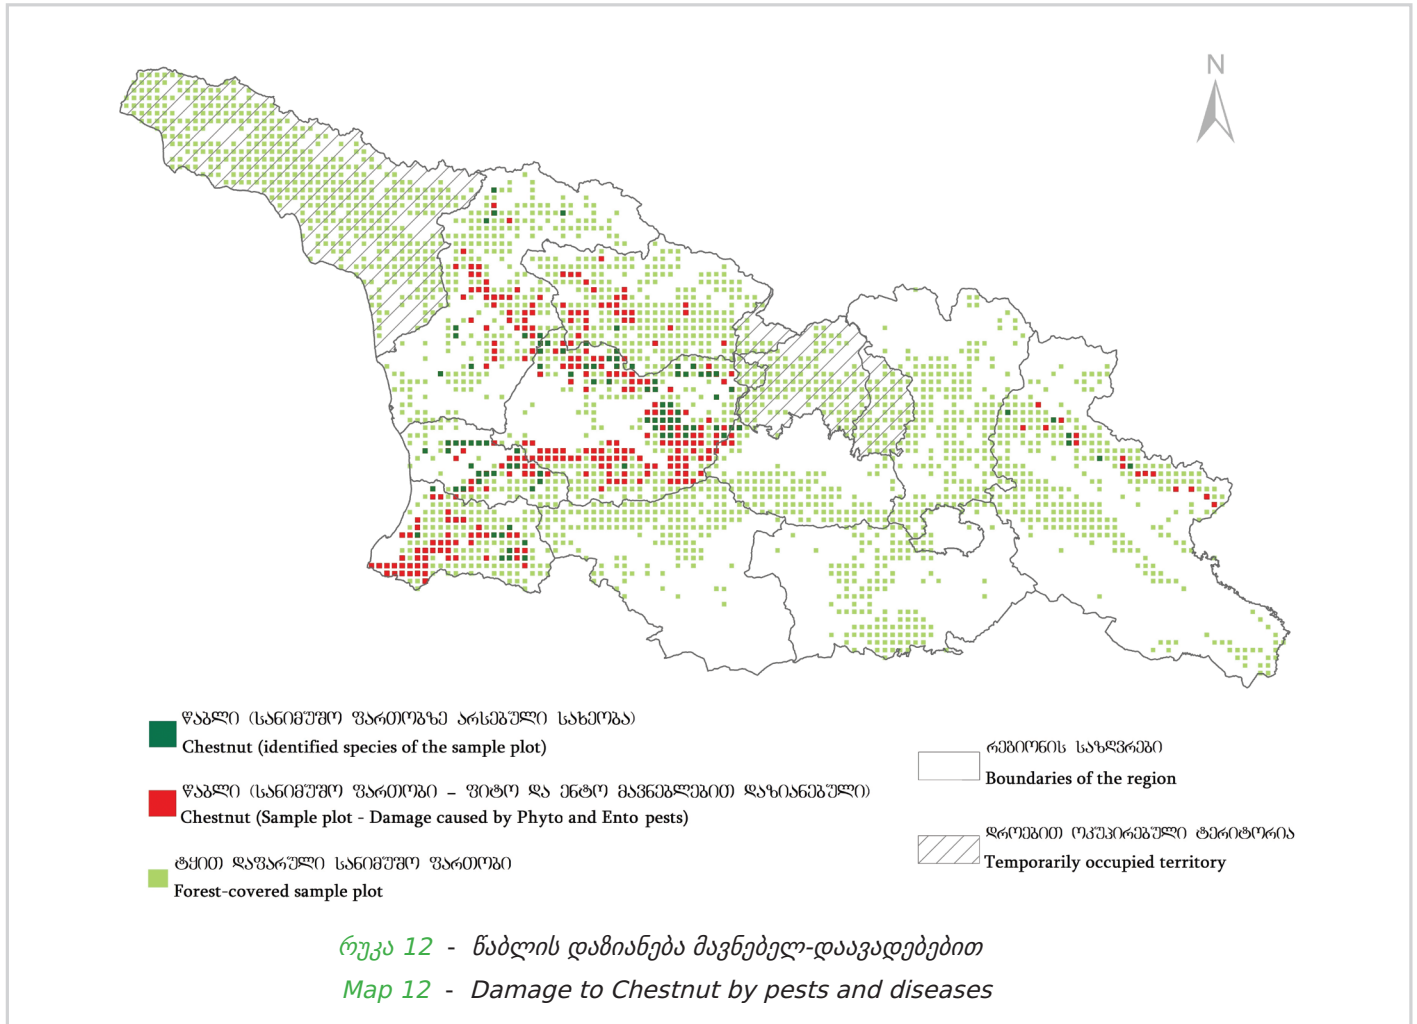 N
წაბლი (სანიმუშო ფართობზე არსებული სახეობა)
Chestnut (identified species of the sample plot)
წაბლი (სანიმუშო ფართობი – ფიტო და ენტო მავნებლებით დაზიანებული)
Chestnut (Sample plot - Damage caused by Phyto and Ento pests)
ტყით დაფარული სანიმუშო ფართობი
Forest-covered sample plot
რეგიონის საზღვრები
Boundaries of the region
დროებით ოკუპირებული ტერიტორია
Temporarily occupied territory
რუკა 12 - წაბლის დაზიანება მავნებელ-დაავადებებით
Map 12 - Damage to Chestnut by pests and diseases